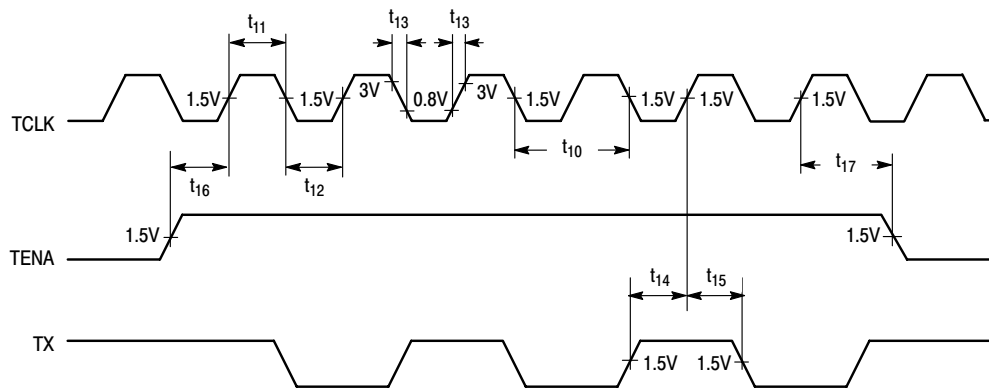 t13 t13
t11
1.5V 1.5V 3V 0.8V 3V 1.5V 1.5V 1.5V 1.5V
TCLK
t10
t16 t12 t17
1.5V 1.5V
TENA
t14 t15
TX
1.5V 1.5V